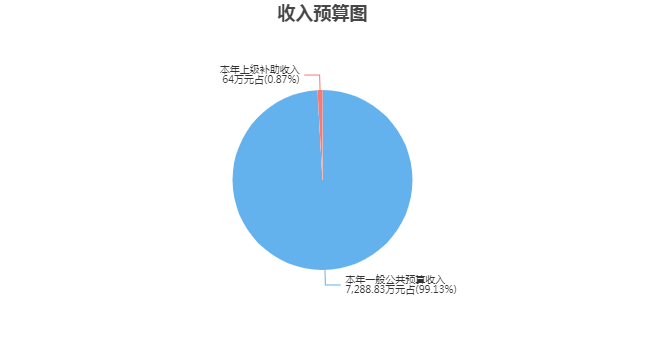 收入预算图
本年上级补助收入
64万元占(0.87%)
本年一般公共预算收入
7,288.83万元占(99.13%)